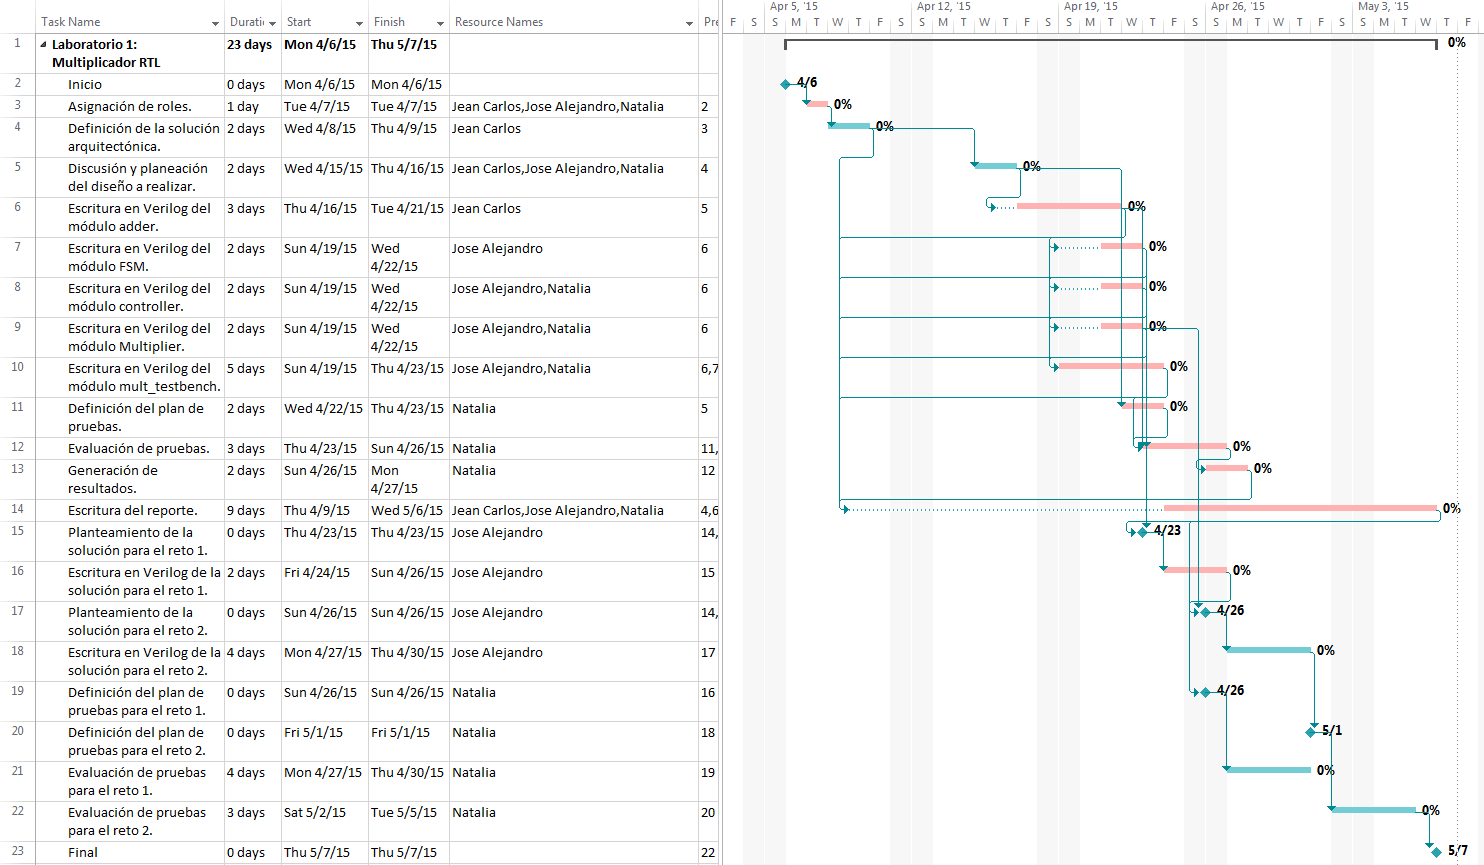 Task Name Duratic Start Finish Resource Names Pre
Apr 5, '15 Apr 12, '15 Apr 19, '15 Apr 26, '15 May 3, '15
F S M T W T F S S M T W T F S S M T W T F S S M T W T F S S M T W T F
1 Laboratorio 1: 23 days Mon 4/6/15 Thu 5/7/15 0%
Multiplicador RTL
2 Inicio 0 days Mon 4/6/15 Mon 4/6/15 4/6
3 Asignación de roles. 1 day Tue 4/7/15 Tue 4/7/15 Jean Carlos,Jose Alejandro,Natalia 2 0%
4 Definición de la solución 2 days Wed 4/8/15 Thu 4/9/15 Jean Carlos 3 0%
arquitectónica.
5 Discusión y planeación 2 days Wed 4/15/15 Thu 4/16/15 Jean Carlos,Jose Alejandro,Natalia 4 0%
del diseño a realizar.
6 Escritura en Verilog del 3 days Thu 4/16/15 Tue 4/21/15 Jean Carlos 5 0%
módulo adder.
7 Escritura en Verilog del 2 days Sun 4/19/15 Wed Jose Alejandro 6 0%
módulo FSM. 4/22/15
8 Escritura en Verilog del 2 days Sun 4/19/15 Wed Jose Alejandro,Natalia 6 0%
módulo controller. 4/22/15
9 Escritura en Verilog del 2 days Sun 4/19/15 Wed Jose Alejandro,Natalia 6 0%
módulo Multiplier. 4/22/15
10 Escritura en Verilog del 5 days Sun 4/19/15 Thu 4/23/15 Jose Alejandro,Natalia 6,7 0%
módulo mult_testbench.
11 Definición del plan de 2 days Wed 4/22/15 Thu 4/23/15 Natalia 5 0%
pruebas.
12 Evaluación de pruebas. 3 days Thu 4/23/15 Sun 4/26/15 Natalia 11, 0%
13 Generación de 2 days Sun 4/26/15 Mon Natalia 12 0%
resultados. 4/27/15
14 Escritura del reporte. 9 days Thu 4/9/15 Wed 5/6/15 Jean Carlos,Jose Alejandro,Natalia 4,6 0%
15 Planteamiento de la 0 days Thu 4/23/15 Thu 4/23/15 Jose Alejandro 14, 4/23
solución para el reto 1.
16 Escritura en Verilog de la 2 days Fri 4/24/15 Sun 4/26/15 Jose Alejandro 15 0%
solución para el reto 1.
17 Planteamiento de la 0 days Sun 4/26/15 Sun 4/26/15 Jose Alejandro 14, 4/26
solución para el reto 2.
18 Escritura en Verilog de la 4 days Mon 4/27/15 Thu 4/30/15 Jose Alejandro 17 0%
solución para el reto 2.
19 Definición del plan de 0 days Sun 4/26/15 Sun 4/26/15 Natalia 16 4/26
pruebas para el reto 1.
20 Definición del plan de 0 days Fri 5/1/15 Fri 5/1/15 Natalia 18 5/1
pruebas para el reto 2.
21 Evaluación de pruebas 4 days Mon 4/27/15 Thu 4/30/15 Natalia 19 0%
para el reto 1.
22 Evaluación de pruebas 3 days Sat 5/2/15 Tue 5/5/15 Natalia 20 0%
para el reto 2.
23 Final 0 days Thu 5/7/15 Thu 5/7/15 22 5/7